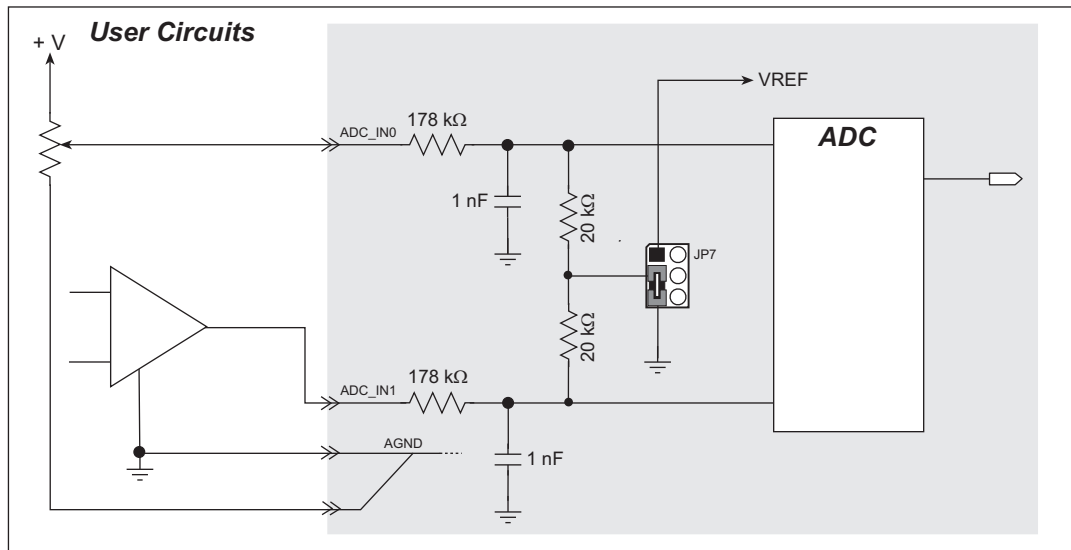 User Circuits
+ V
VREF
ADC_IN0
178 kΩ
ADC
1 nF
20 kΩ
JP7
20 kΩ
ADC_IN1
178 kΩ
AGND
1 nF